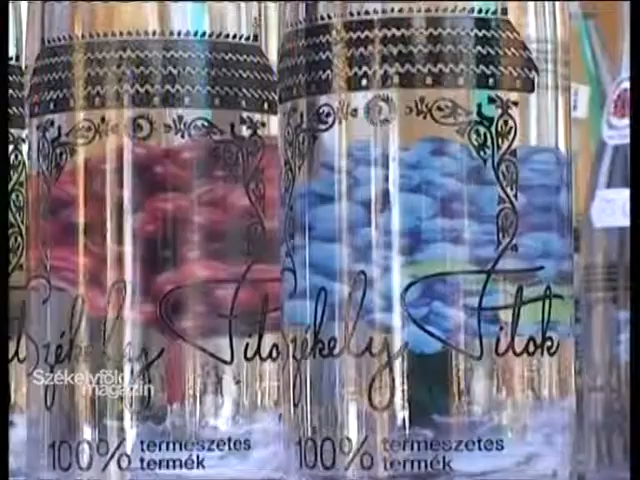 Székely Titok
Székely Titok
Székelyföld
magazin
100% természetes
termék
100% természetes
termék